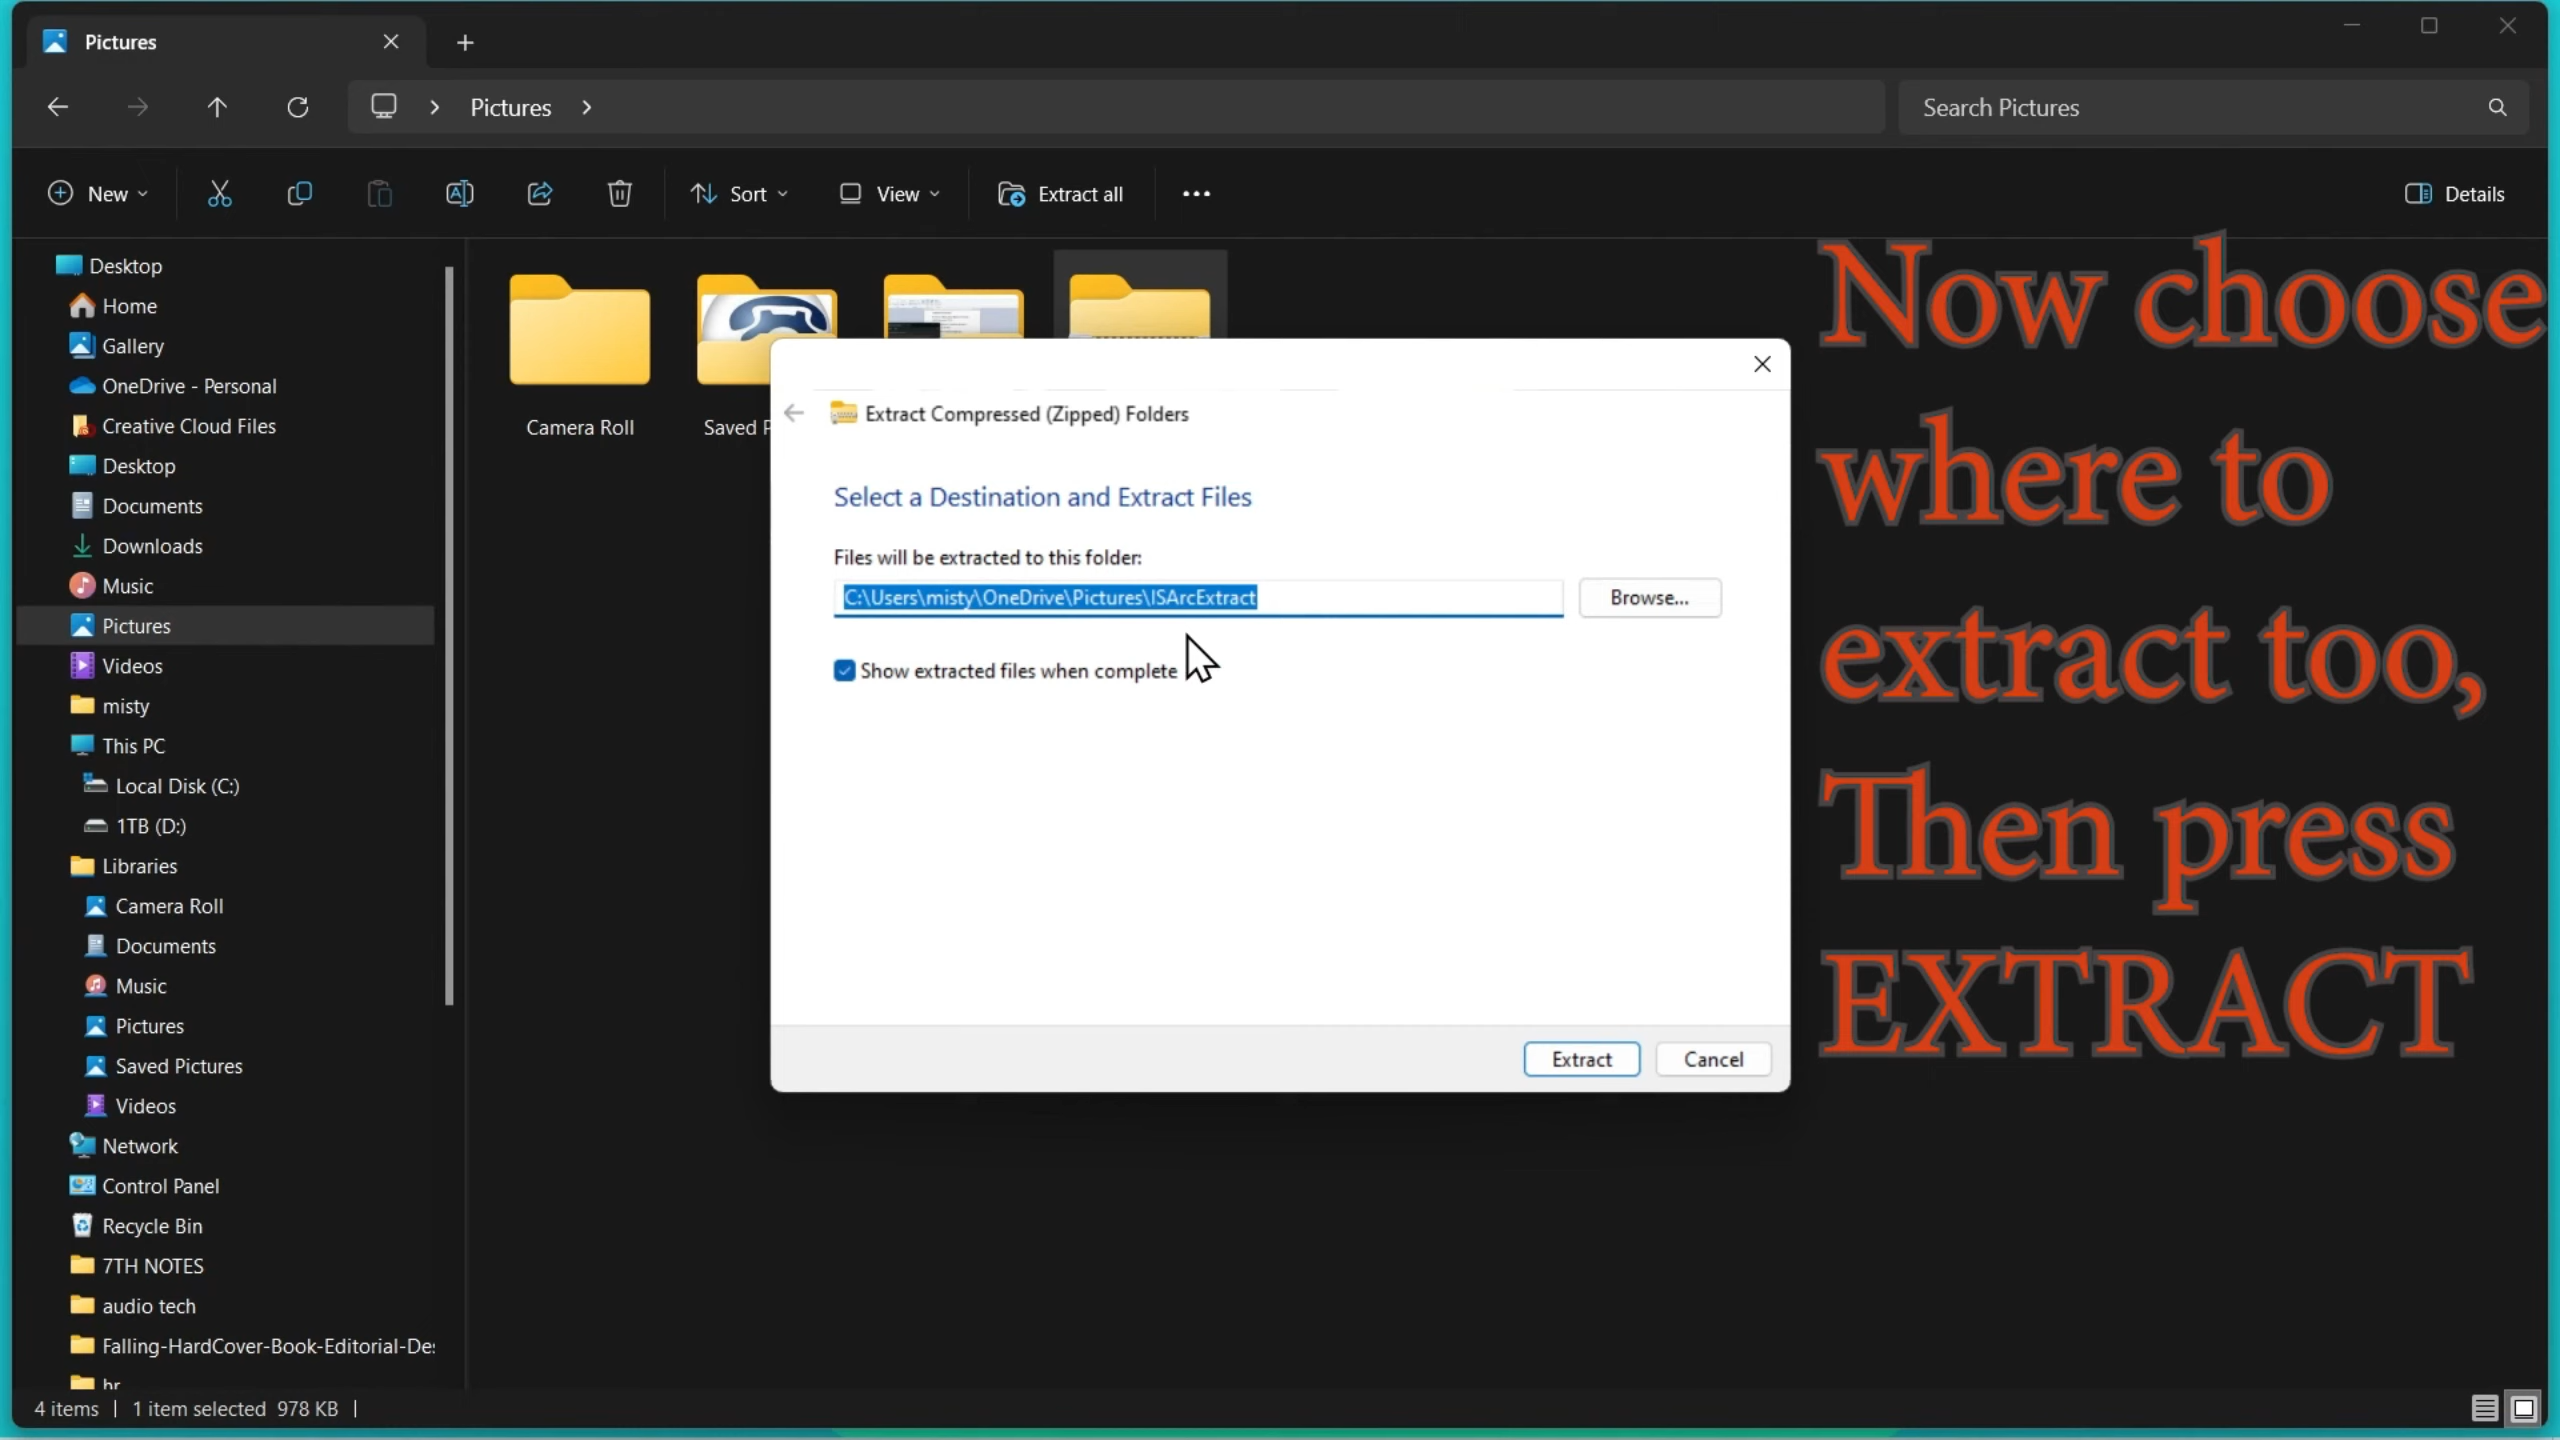 Pictures
Pictures
Search Pictures
New
Sort
View
Extract all
Details
Desktop
Home
Gallery
OneDrive - Personal
Creative Cloud Files
Desktop
Documents
Downloads
Music
Pictures
Videos
misty
This PC
Local Disk (C:)
1TB (D:)
Libraries
Camera Roll
Documents
Music
Pictures
Saved Pictures
Videos
Network
Control Panel
Recycle Bin
7TH NOTES
audio tech
Falling-HardCover-Book-Editorial-Des
Camera Roll
Saved P
Extract Compressed (Zipped) Folders
Select a Destination and Extract Files
Files will be extracted to this folder:
C:\Users\misty\OneDrive\Pictures\ISArcExtract
Browse...
Show extracted files when complete
Extract
Cancel
Now choose
where to
extract too,
Then press
EXTRACT
4 items
1 item selected 978 KB